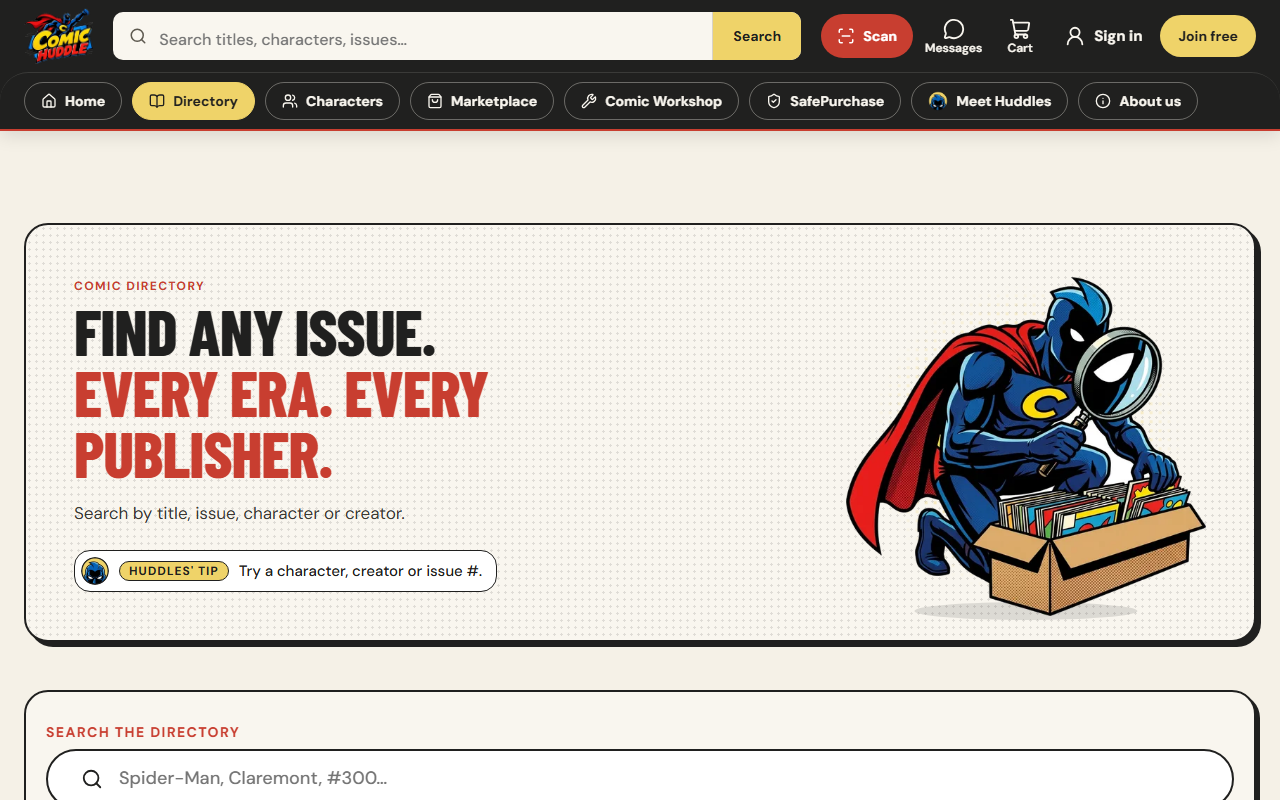 COMIC
HUDDLE
Search titles, characters, issues...
Search
Scan
Messages
Cart
Sign in
Join free
Home
Directory
Characters
Marketplace
Comic Workshop
SafePurchase
Meet Huddles
About us
COMIC DIRECTORY
FIND ANY ISSUE.
EVERY ERA. EVERY
PUBLISHER.
Search by title, issue, character or creator.
HUDDLES' TIP
Try a character, creator or issue #.
C
SEARCH THE DIRECTORY
Spider-Man, Claremont, #300...